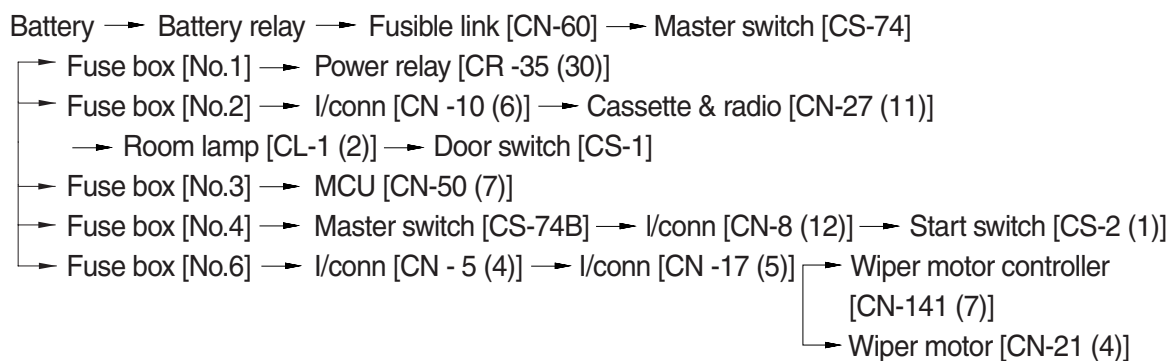 Battery → Battery relay → Fusible link [CN-60] → Master switch [CS-74]
→ Fuse box [No.1] → Power relay [CR -35 (30)]
→ Fuse box [No.2] → I/conn [CN -10 (6)] → Cassette & radio [CN-27 (11)]
→ Room lamp [CL-1 (2)] → Door switch [CS-1]
→ Fuse box [No.3] → MCU [CN-50 (7)]
→ Fuse box [No.4] → Master switch [CS-74B] → I/conn [CN-8 (12)] → Start switch [CS-2 (1)]
→ Fuse box [No.6] → I/conn [CN - 5 (4)] → I/conn [CN -17 (5)] → Wiper motor controller
[CN-141 (7)]
→ Wiper motor [CN-21 (4)]